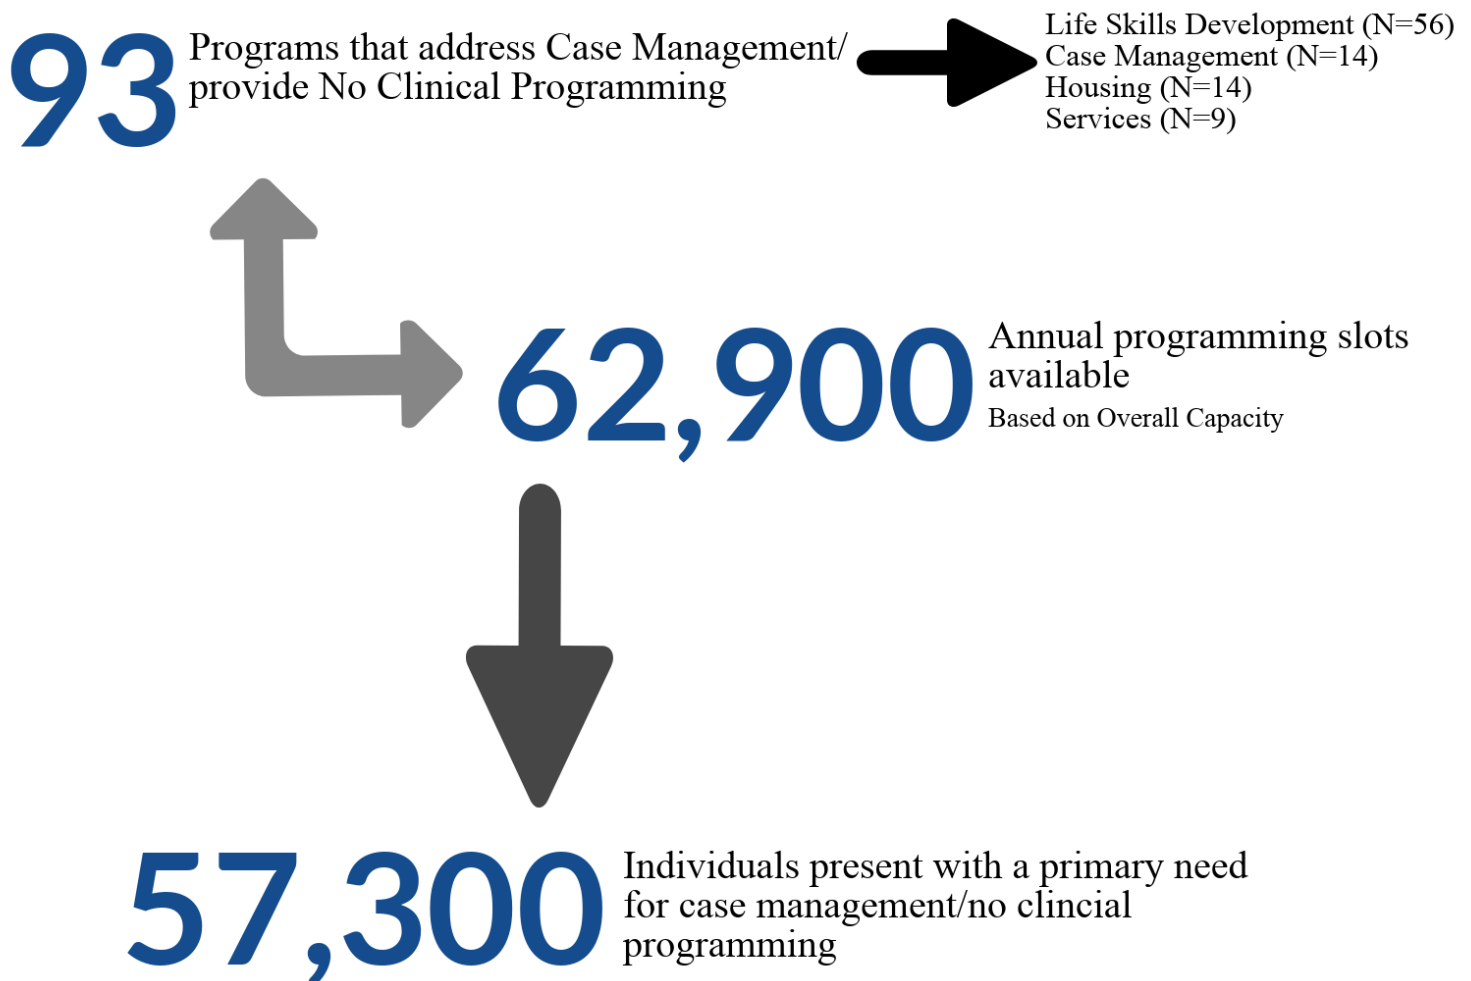 93
Programs that address Case Management/
provide No Clinical Programming
Life Skills Development (N=56)
Case Management (N=14)
Housing (N=14)
Services (N=9)
62,900
Annual programming slots
available
Based on Overall Capacity
57,300
Individuals present with a primary need
for case management/no clincial
programming